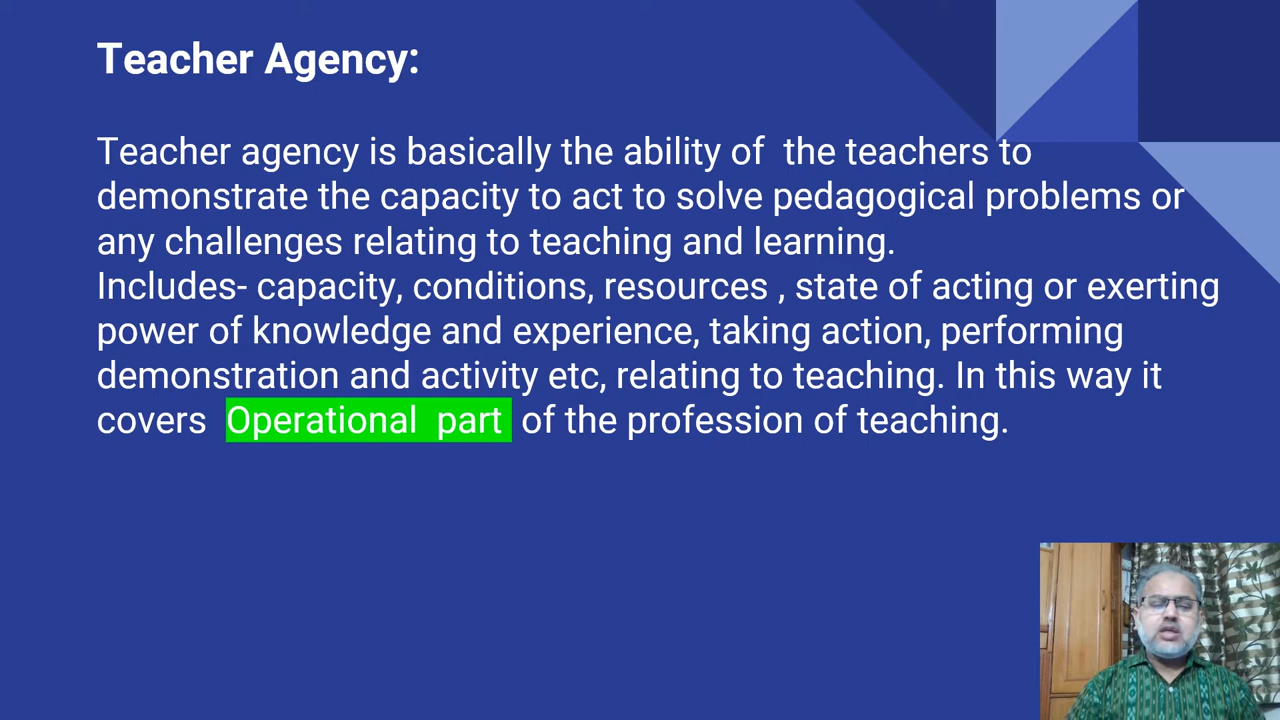 Teacher Agency:
Teacher agency is basically the ability of  the teachers to
demonstrate the capacity to act to solve pedagogical problems or
any challenges relating to teaching and learning.
Includes- capacity, conditions, resources , state of acting or exerting
power of knowledge and experience, taking action, performing
demonstration and activity etc, relating to teaching. In this way it
covers  Operational  part  of the profession of teaching.